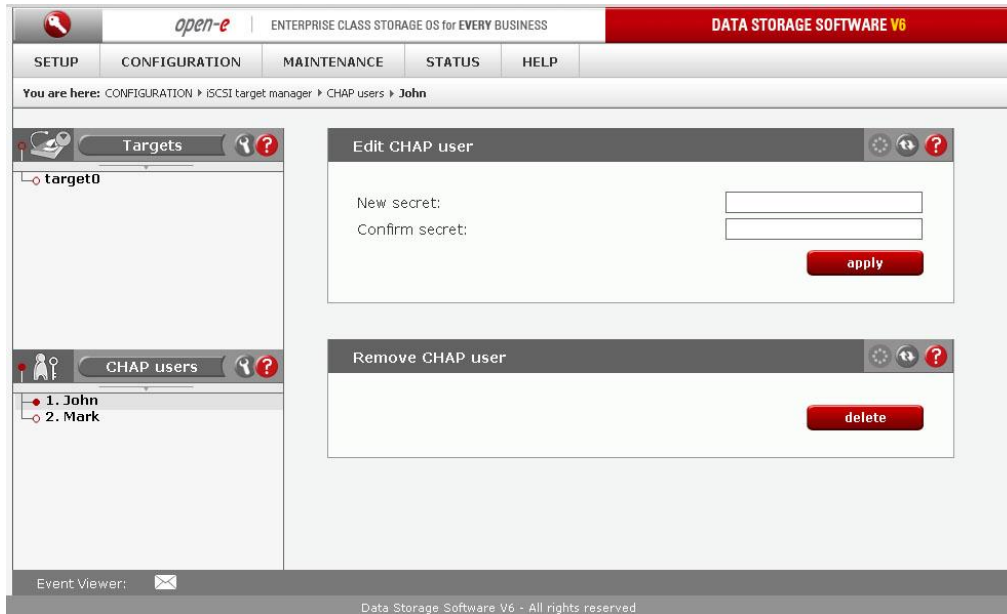 open-e | ENTERPRISE CLASS STORAGE OS for EVERY BUSINESS
DATA STORAGE SOFTWARE V6
SETUP CONFIGURATION MAINTENANCE STATUS HELP
You are here: CONFIGURATION ▸ iSCSI target manager ▸ CHAP users ▸ John
Targets
?
target0
Edit CHAP user
?
New secret:
Confirm secret:
apply
CHAP users
?
1. John
2. Mark
Remove CHAP user
?
delete
Event Viewer:
Data Storage Software V6 - All rights reserved